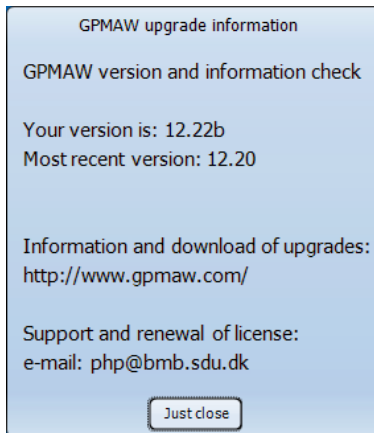 GPMAW upgrade information
GPMAW version and information check
Your version is: 12.22b
Most recent version: 12.20
Information and download of upgrades:
http://www.gpmaw.com/
Support and renewal of license:
e-mail: php@bmb.sdu.dk
Just close